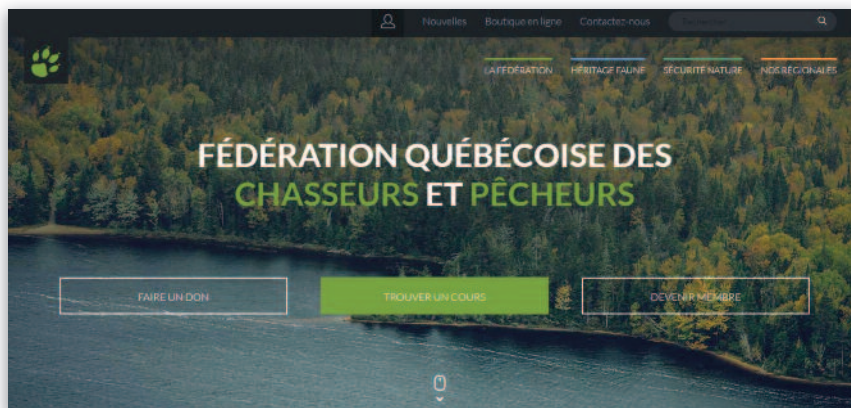 Nouvelles Boutique en ligne Contactez-nous Rechercher
LA FÉDÉRATION HÉRITAGE FAUNE SÉCURITÉ NATURE NOS RÉGIONALES
FÉDÉRATION QUÉBÉCOISE DES
CHASSEURS ET PÊCHEURS
FAIRE UN DON TROUVER UN COURS DEVENIR MEMBRE